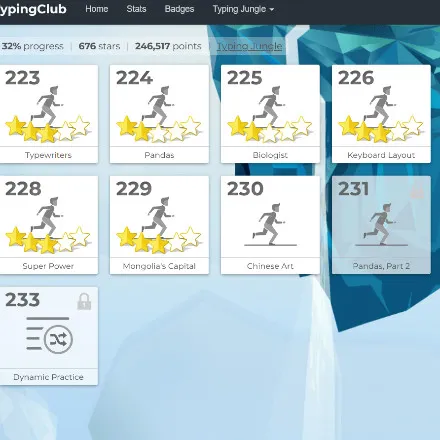 TypingClub Home Stats Badges Typing Jungle
32% progress | 676 stars | 246,517 points | Typing Jungle
223 224 225 226
Typewriters Pandas Biologist Keyboard Layout
228 229 230 231
Super Power Mongolia's Capital Chinese Art Pandas, Part 2
233
Dynamic Practice